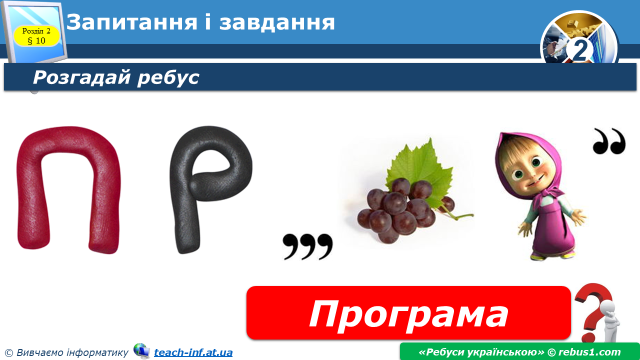 Розділ 2
§ 10
Запитання і завдання
2
Розгадай ребус
П Р ,,, ,,
Програма
© Вивчаємо інформатику teach-inf.at.ua
«Ребуси українською» © rebus1.com